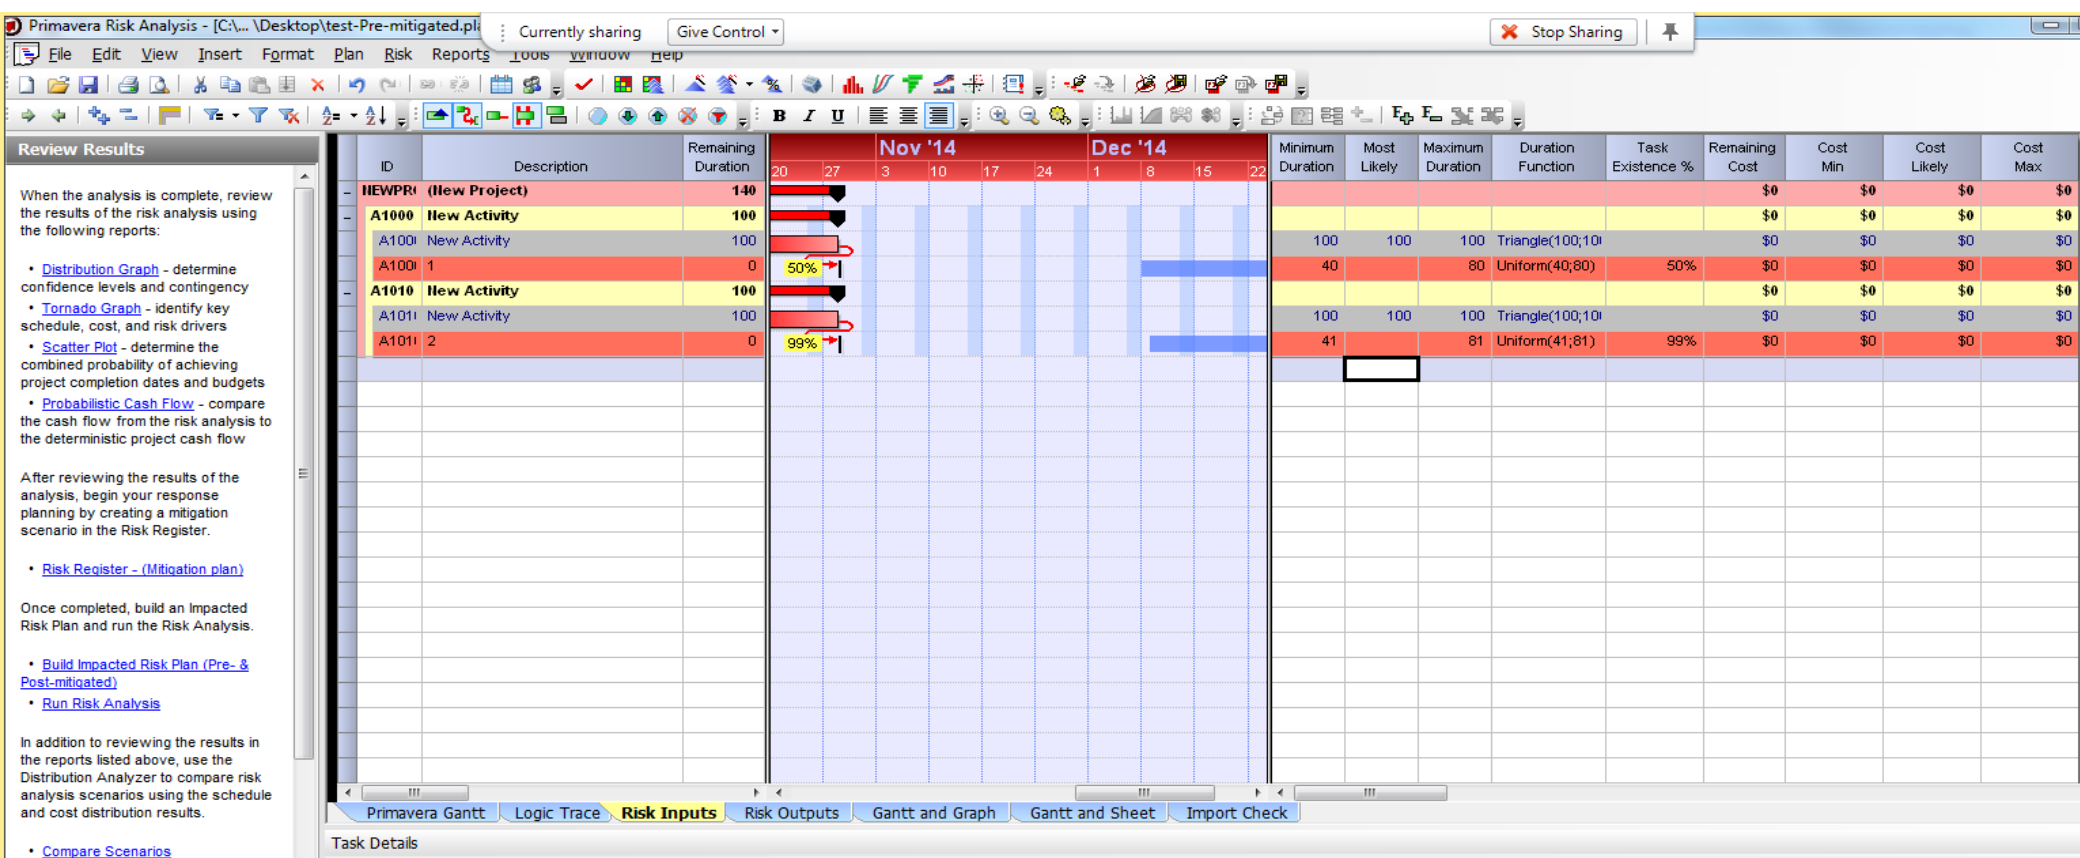 Primavera Risk Analysis - [C:\... \Desktop\test-Pre-mitigated.pla
Currently sharing
Give Control
Stop Sharing
File Edit View Insert Format Plan Risk Reports Tools Window Help
B I U
Review Results
When the analysis is complete, review
the results of the risk analysis using
the following reports:
• Distribution Graph - determine
confidence levels and contingency
• Tornado Graph - identify key
schedule, cost, and risk drivers
• Scatter Plot - determine the
combined probability of achieving
project completion dates and budgets
• Probabilistic Cash Flow - compare
the cash flow from the risk analysis to
the deterministic project cash flow
After reviewing the results of the
analysis, begin your response
planning by creating a mitigation
scenario in the Risk Register.
• Risk Register - (Mitigation plan)
Once completed, build an Impacted
Risk Plan and run the Risk Analysis.
• Build Impacted Risk Plan (Pre- &
Post-mitigated)
• Run Risk Analysis
In addition to reviewing the results in
the reports listed above, use the
Distribution Analyzer to compare risk
analysis scenarios using the schedule
and cost distribution results.
• Compare Scenarios
ID Description Remaining Duration Nov '14 Dec '14 Minimum Duration Most Likely Maximum Duration Duration Function Task Existence % Remaining Cost Cost Min Cost Likely Cost Max
20 27 3 10 17 24 1 8 15 22
NEWPR (New Project) 140 $0 $0 $0 $0
A1000 New Activity 100 $0 $0 $0 $0
A100 New Activity 100 100 100 100 Triangle(100;10 $0 $0 $0 $0
A100 1 0 50% 40 80 Uniform(40;80) 50% $0 $0 $0 $0
A1010 New Activity 100 $0 $0 $0 $0
A101 New Activity 100 100 100 100 Triangle(100;10 $0 $0 $0 $0
A101 2 0 99% 41 81 Uniform(41;81) 99% $0 $0 $0 $0
Primavera Gantt Logic Trace Risk Inputs Risk Outputs Gantt and Graph Gantt and Sheet Import Check
Task Details